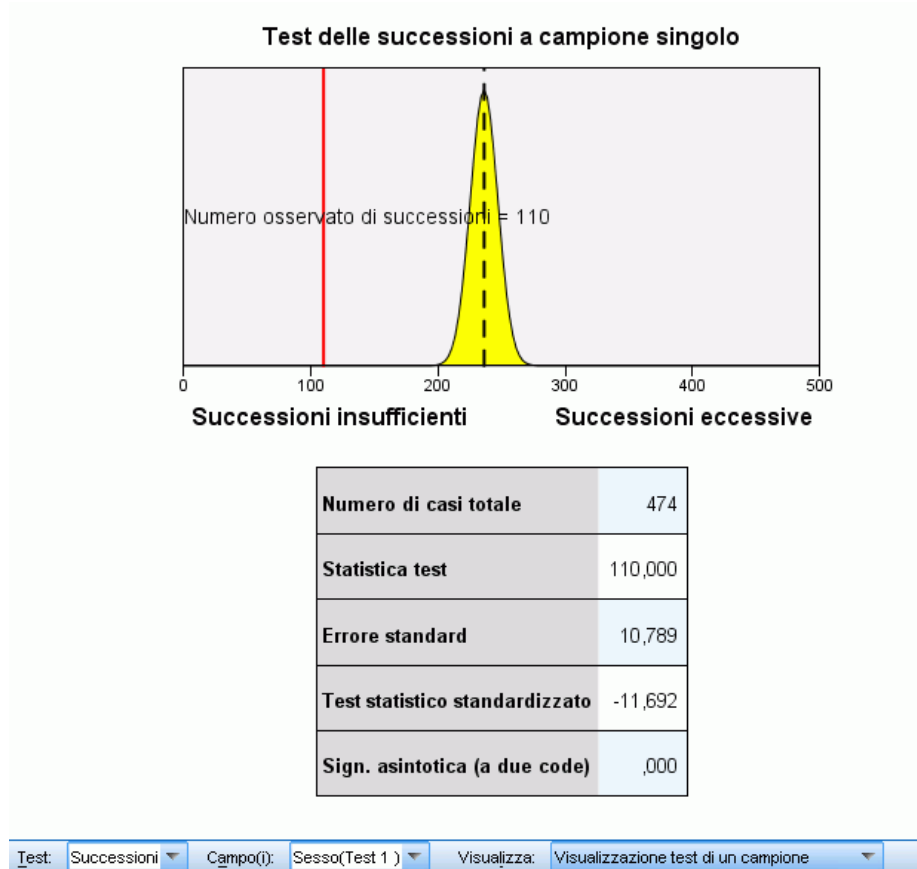 Test delle successioni a campione singolo
Numero osservato di successioni = 110
0 100 200 300 400 500
Successioni insufficienti Successioni eccessive
Numero di casi totale 474
Statistica test 110,000
Errore standard 10,789
Test statistico standardizzato -11,692
Sign. asintotica (a due code) ,000
Test: Successioni Campo(i): Sesso(Test 1 ) Visualizza: Visualizzazione test di un campione